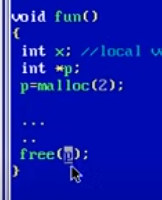 void fun()
{
int x; //local
int *p;
p=malloc(2);
...
..
free(p);
}